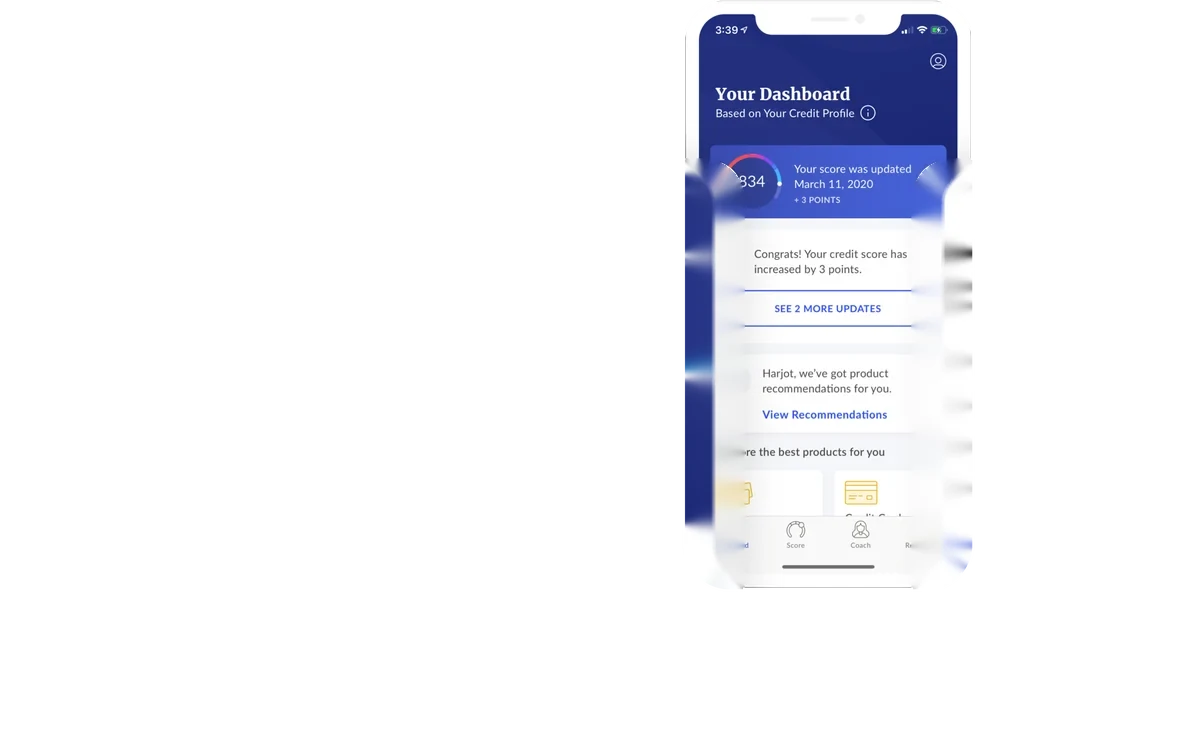 3:39
Your Dashboard
Based on Your Credit Profile
834
Your score was updated
March 11, 2020
+ 3 POINTS
Congrats! Your credit score has
increased by 3 points.
SEE 2 MORE UPDATES
Harjot, we've got product
recommendations for you.
View Recommendations
the best products for you
Score
Coach